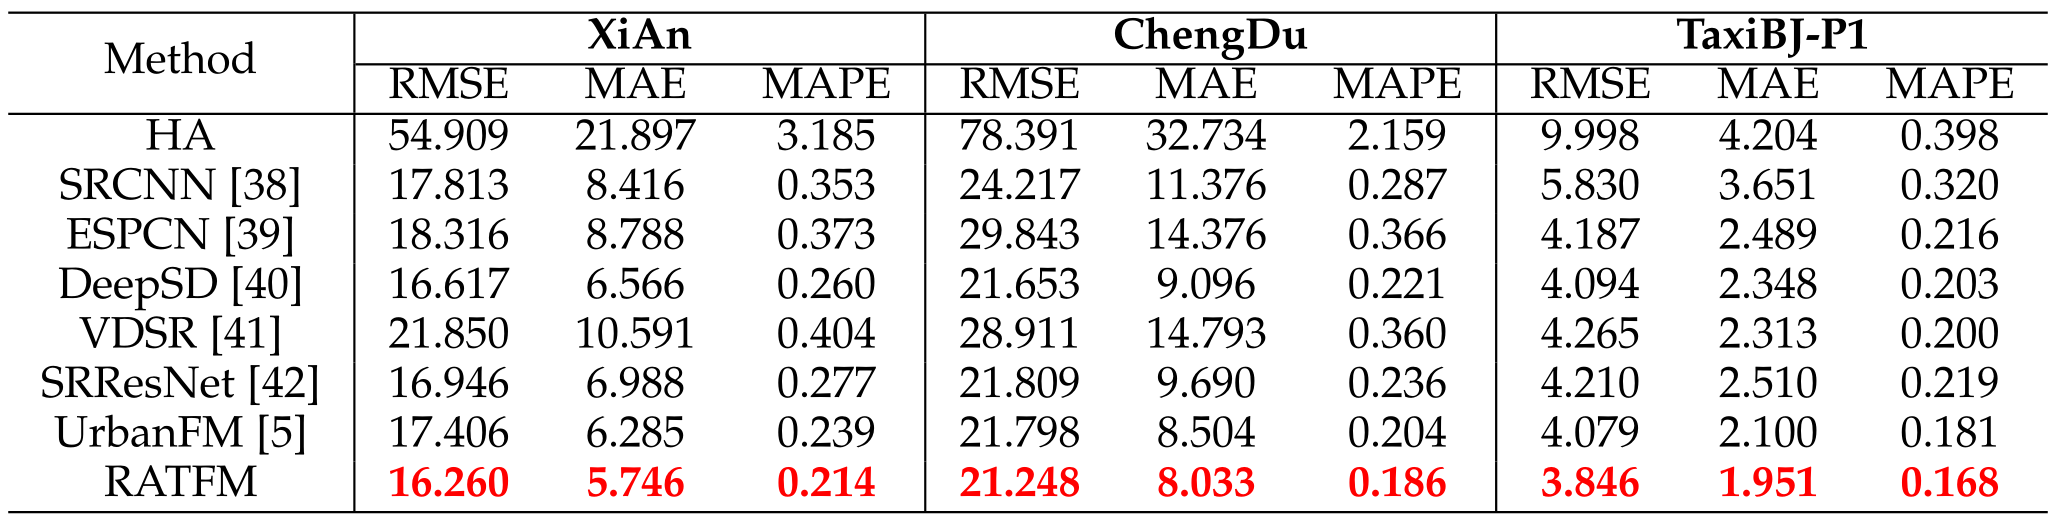 Method XiAn ChengDu TaxiBJ-P1
RMSE MAE MAPE RMSE MAE MAPE RMSE MAE MAPE
HA 54.909 21.897 3.185 78.391 32.734 2.159 9.998 4.204 0.398
SRCNN [38] 17.813 8.416 0.353 24.217 11.376 0.287 5.830 3.651 0.320
ESPCN [39] 18.316 8.788 0.373 29.843 14.376 0.366 4.187 2.489 0.216
DeepSD [40] 16.617 6.566 0.260 21.653 9.096 0.221 4.094 2.348 0.203
VDSR [41] 21.850 10.591 0.404 28.911 14.793 0.360 4.265 2.313 0.200
SRResNet [42] 16.946 6.988 0.277 21.809 9.690 0.236 4.210 2.510 0.219
UrbanFM [5] 17.406 6.285 0.239 21.798 8.504 0.204 4.079 2.100 0.181
RATFM 16.260 5.746 0.214 21.248 8.033 0.186 3.846 1.951 0.168